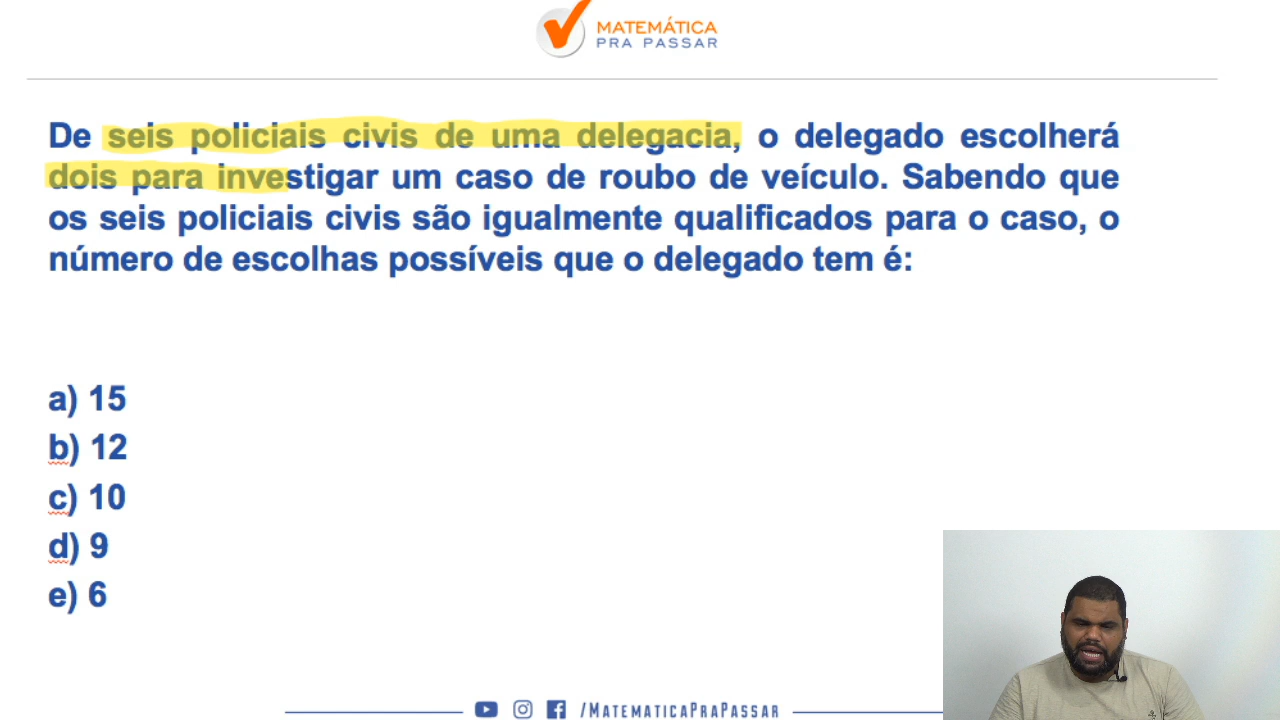 MATEMÁTICA
PRA PASSAR
De seis policiais civis de uma delegacia, o delegado escolherá
dois para investigar um caso de roubo de veículo. Sabendo que
os seis policiais civis são igualmente qualificados para o caso, o
número de escolhas possíveis que o delegado tem é:
a) 15
b) 12
c) 10
d) 9
e) 6
/MATEMATICAPRAPASSAR